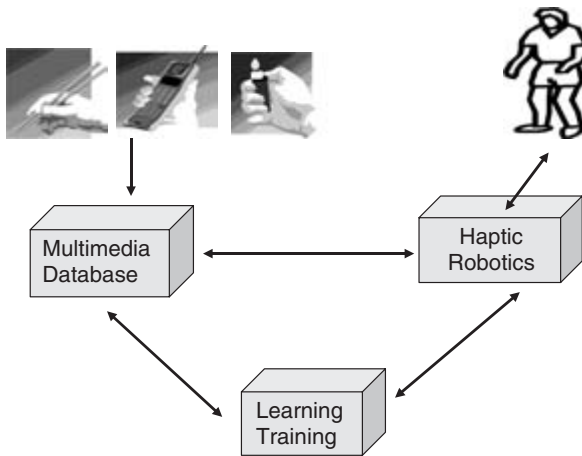 Multimedia
Database
Haptic
Robotics
Learning
Training